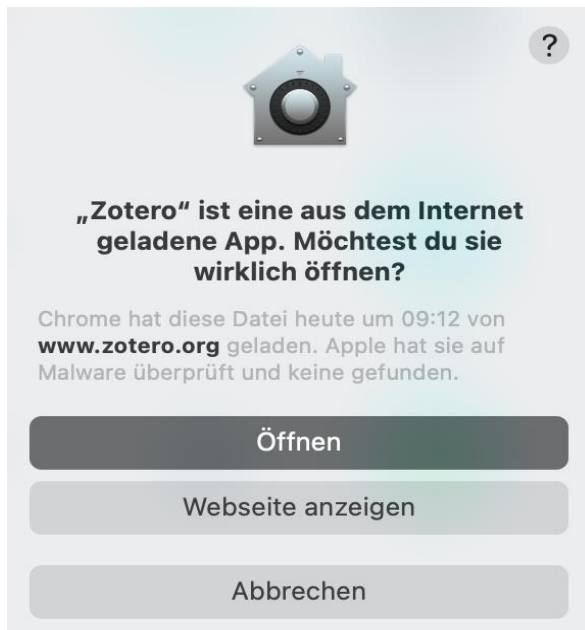 ?
„Zotero“ ist eine aus dem Internet
geladene App. Möchtest du sie
wirklich öffnen?
Chrome hat diese Datei heute um 09:12 von
www.zotero.org geladen. Apple hat sie auf
Malware überprüft und keine gefunden.
Öffnen
Webseite anzeigen
Abbrechen